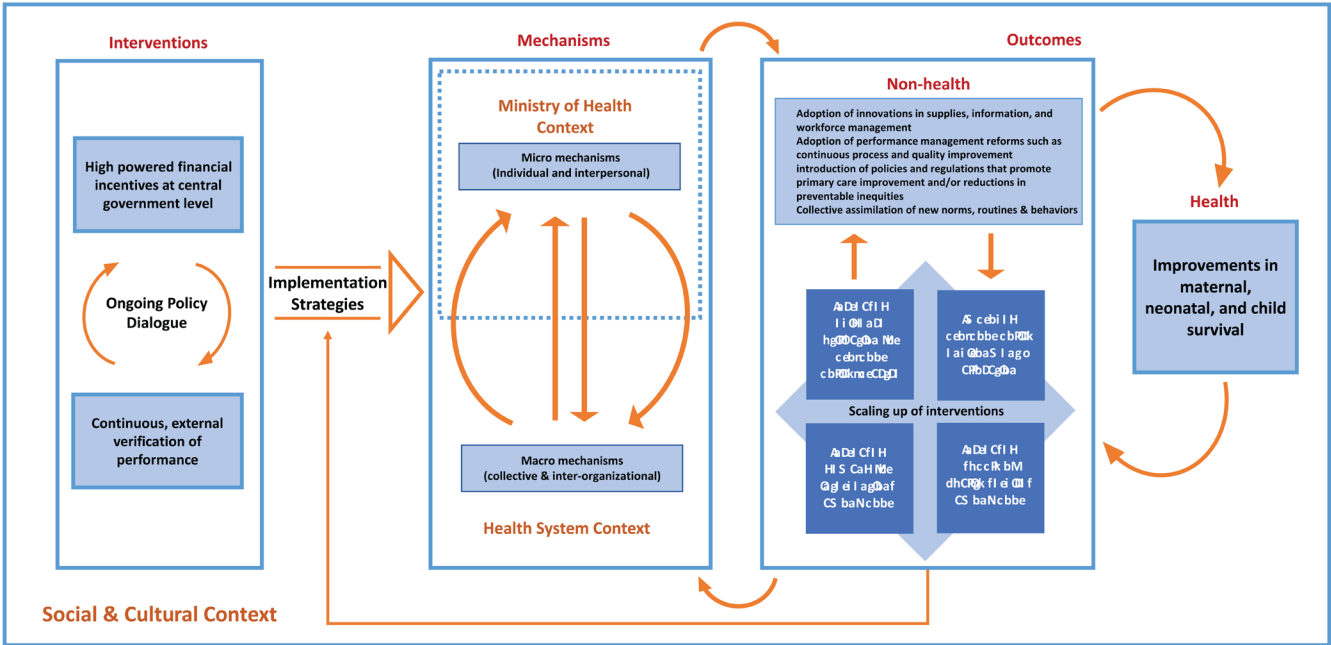 Interventions
High powered financial
incentives at central
government level
Ongoing Policy
Dialogue
Continuous, external
verification of
performance
Social & Cultural Context
Implementation
Strategies
Mechanisms
Ministry of Health
Context
Micro mechanisms
(Individual and interpersonal)
Macro mechanisms
(collective & inter-organizational)
Health System Context
Outcomes
Non-health
Adoption of innovations in supplies, information, and
workforce management
Adoption of performance management reforms such as
continuous process and quality improvement
introduction of policies and regulations that promote
primary care improvement and/or reductions in
preventable inequities
Collective assimilation of new norms, routines & behaviors
Scaling up of interventions
Health
Improvements in
maternal,
neonatal, and child
survival